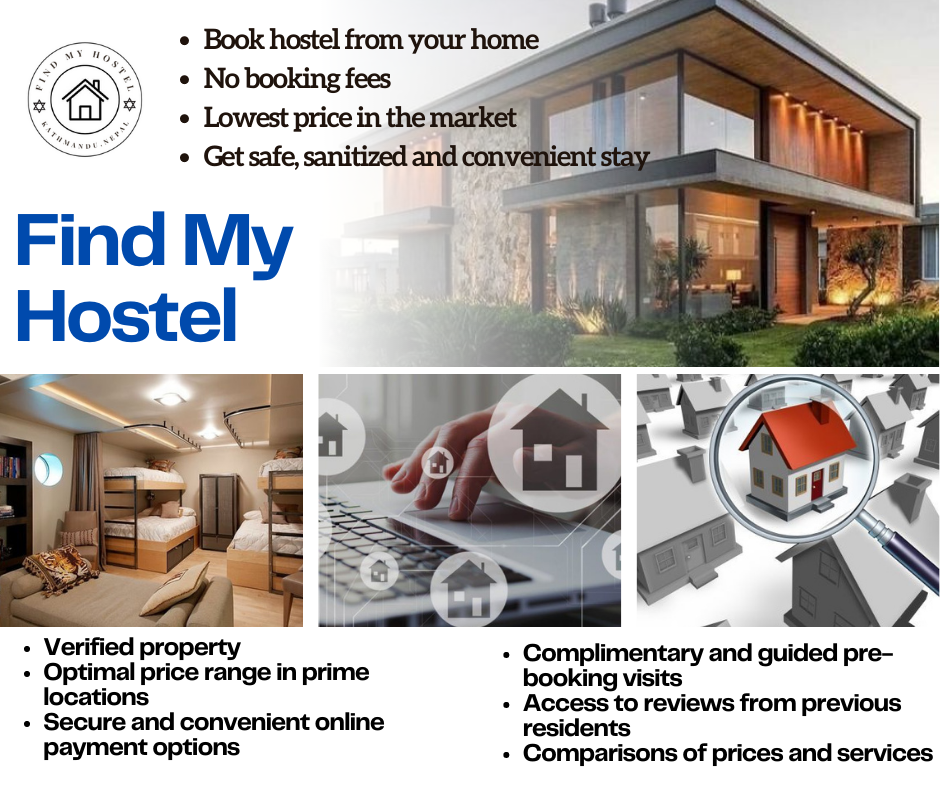 FIND MY HOSTEL
KATHMANDU, NEPAL
• Book hostel from your home
• No booking fees
• Lowest price in the market
• Get safe, sanitized and convenient stay
Find My
Hostel
• Verified property
• Optimal price range in prime
locations
• Secure and convenient online
payment options
• Complimentary and guided pre-
booking visits
• Access to reviews from previous
residents
• Comparisons of prices and services